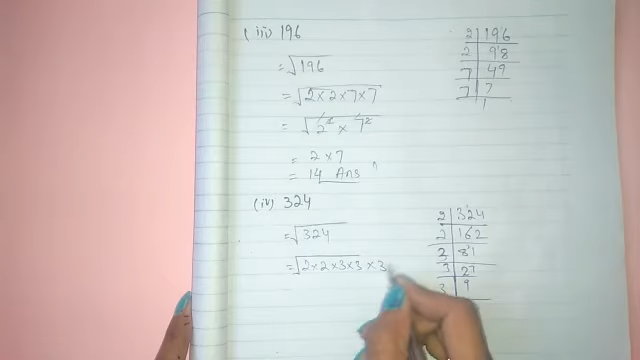 (iii) 196
= √196
= √2×2×7×7
= √2² × 7²
= 2 × 7
= 14 Ans
2 | 196
2 | 98
7 | 49
7 | 7
1
(iv) 324
= √324
= √2×2×3×3×3
2 | 324
2 | 162
2 | 81
3 | 27
3 | 9